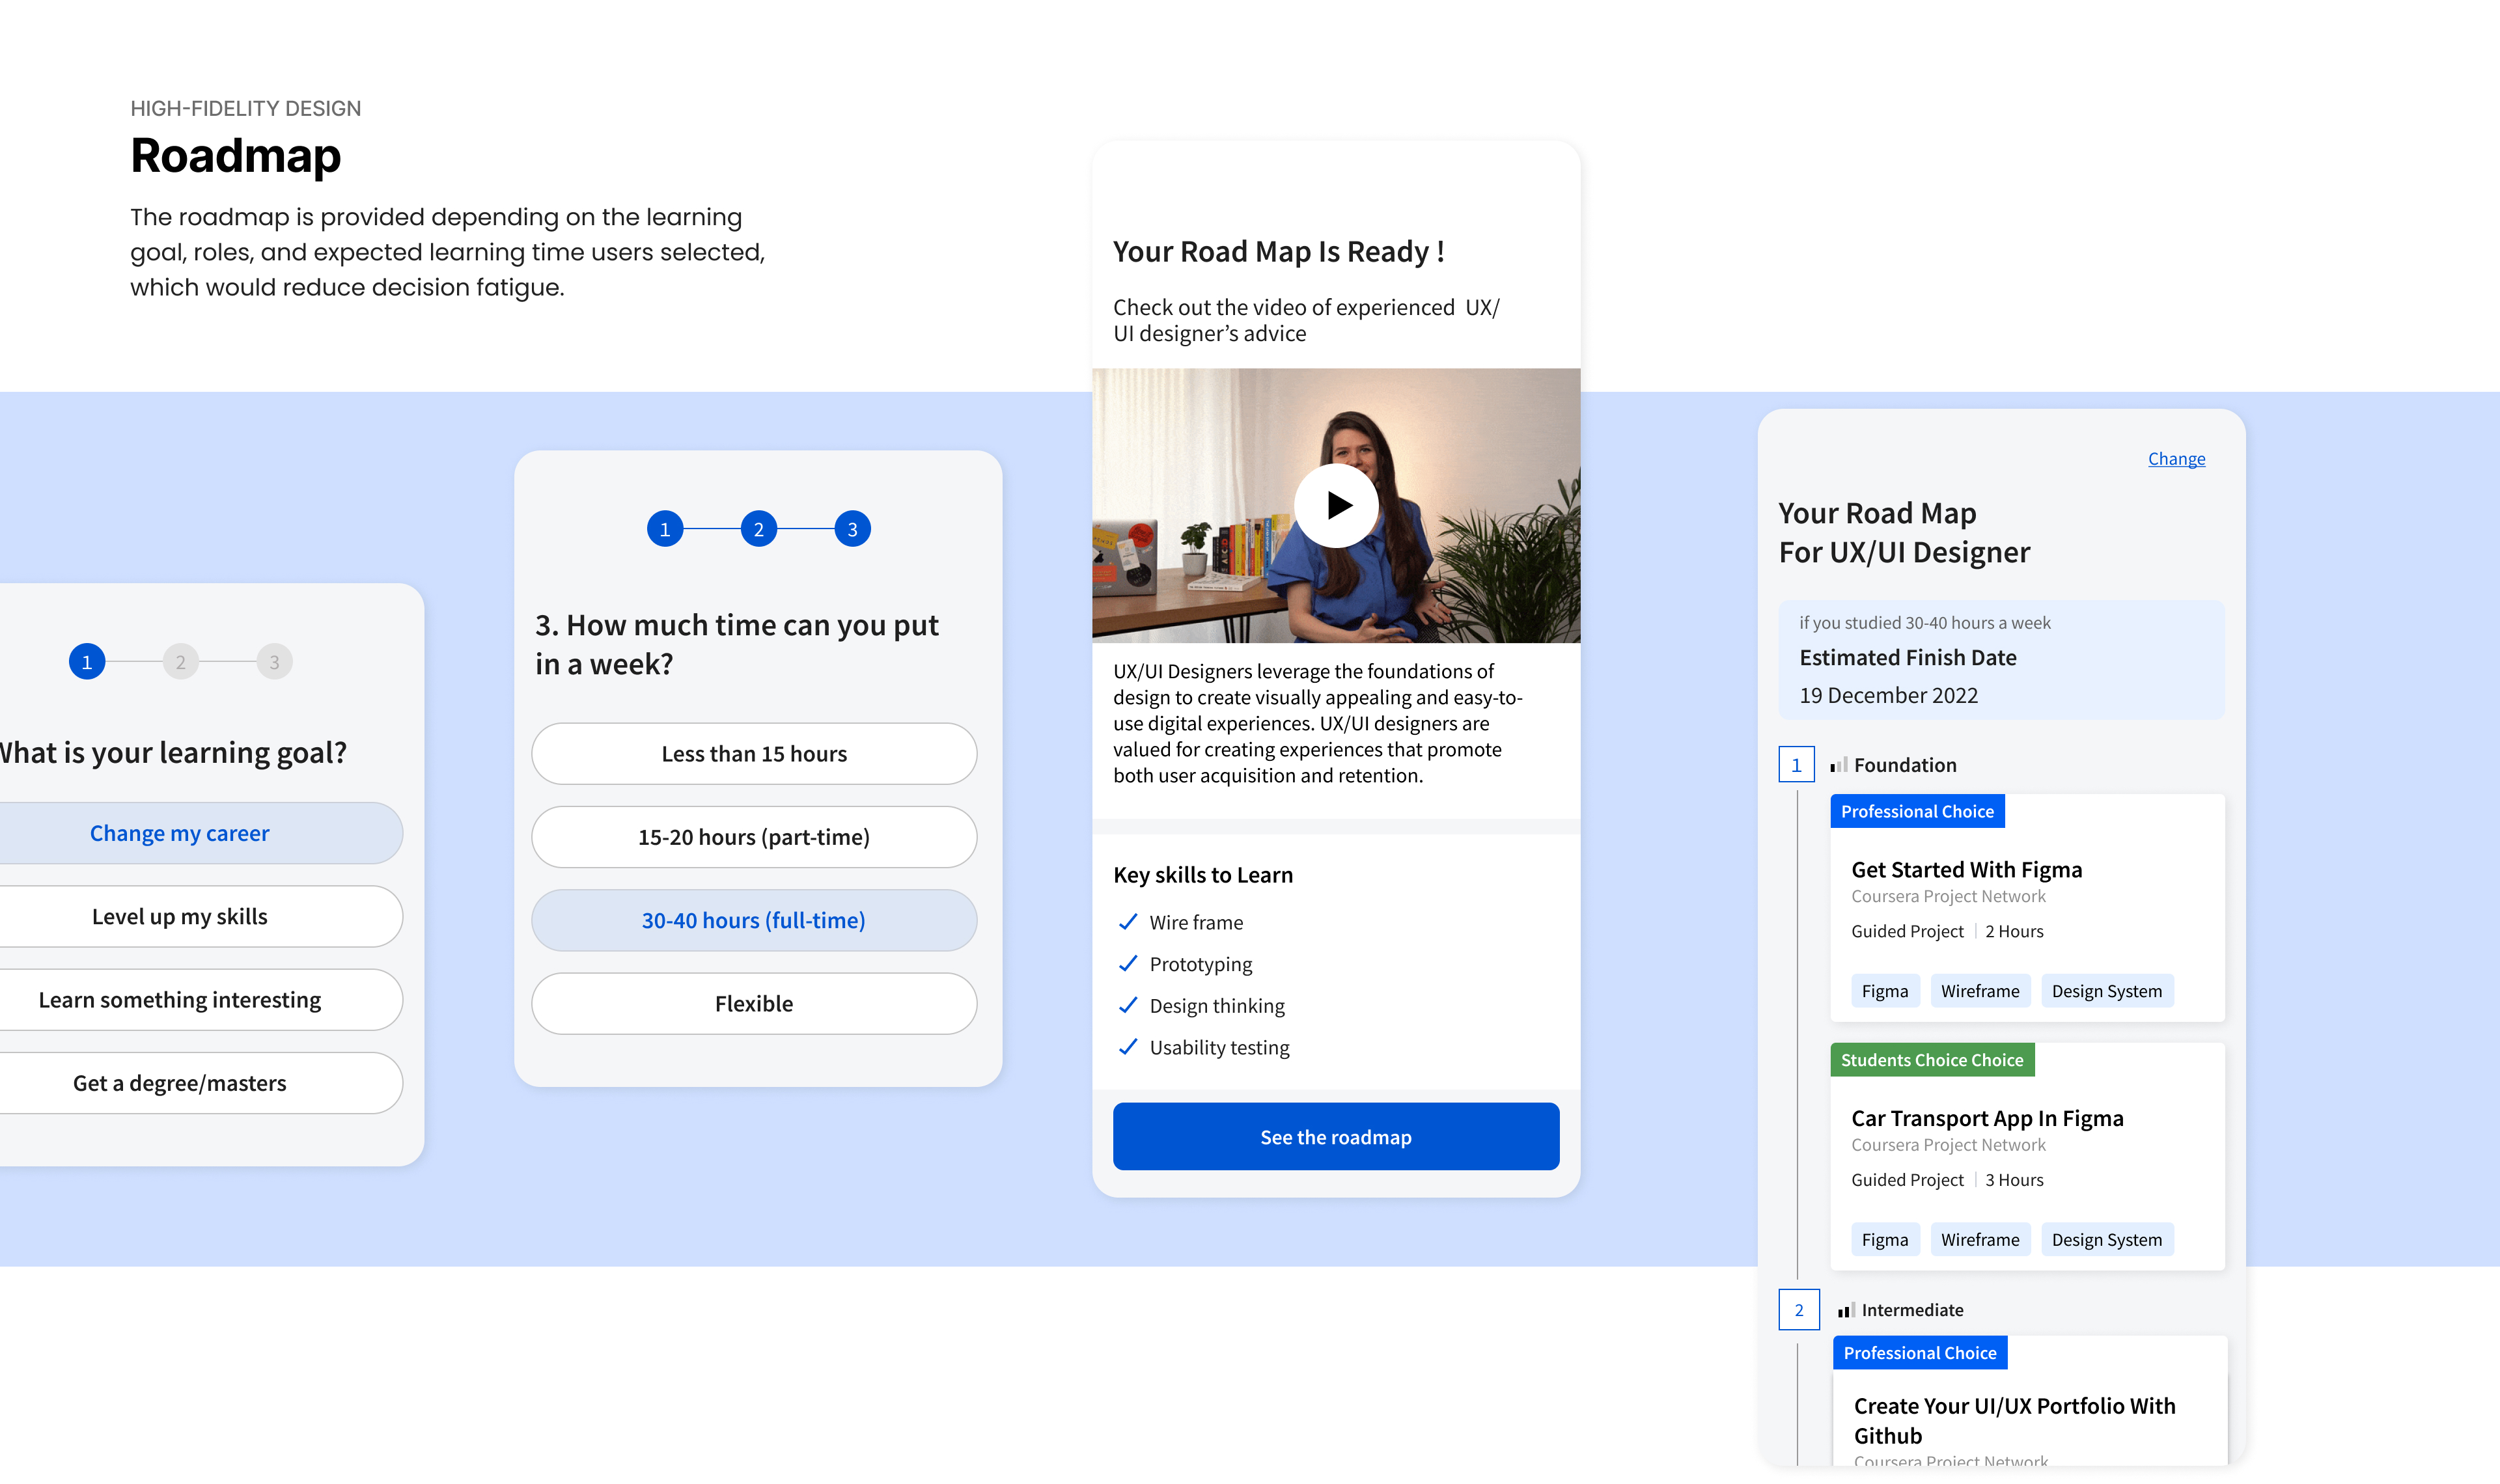 HIGH-FIDELITY DESIGN
Roadmap
The roadmap is provided depending on the learning
goal, roles, and expected learning time users selected,
which would reduce decision fatigue.
1
2
3
What is your learning goal?
Change my career
Level up my skills
Learn something interesting
Get a degree/masters
1
2
3
3. How much time can you put
in a week?
Less than 15 hours
15-20 hours (part-time)
30-40 hours (full-time)
Flexible
Your Road Map Is Ready !
Check out the video of experienced UX/
UI designer’s advice
UX/UI Designers leverage the foundations of
design to create visually appealing and easy-to-
use digital experiences. UX/UI designers are
valued for creating experiences that promote
both user acquisition and retention.
Key skills to Learn
Wire frame
Prototyping
Design thinking
Usability testing
See the roadmap
Change
Your Road Map
For UX/UI Designer
if you studied 30-40 hours a week
Estimated Finish Date
19 December 2022
1
Foundation
Professional Choice
Get Started With Figma
Coursera Project Network
Guided Project | 2 Hours
Figma
Wireframe
Design System
Students Choice Choice
Car Transport App In Figma
Coursera Project Network
Guided Project | 3 Hours
Figma
Wireframe
Design System
2
Intermediate
Professional Choice
Create Your UI/UX Portfolio With
Github
Coursera Project Network